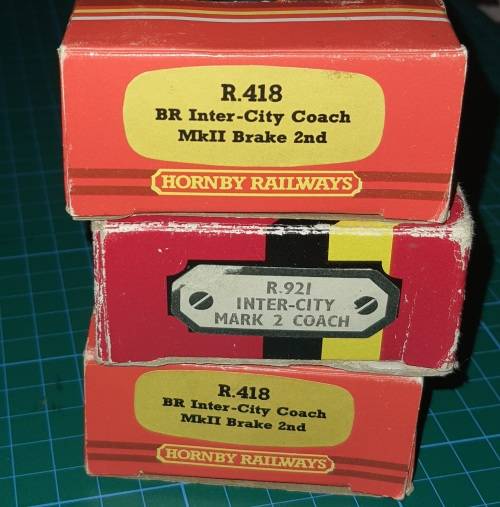 R.418
BR Inter-City Coach
MkII Brake 2nd
HORNBY RAILWAYS
R.921
INTER-CITY
MARK 2 COACH
R.418
BR Inter-City Coach
MkII Brake 2nd
HORNBY RAILWAYS